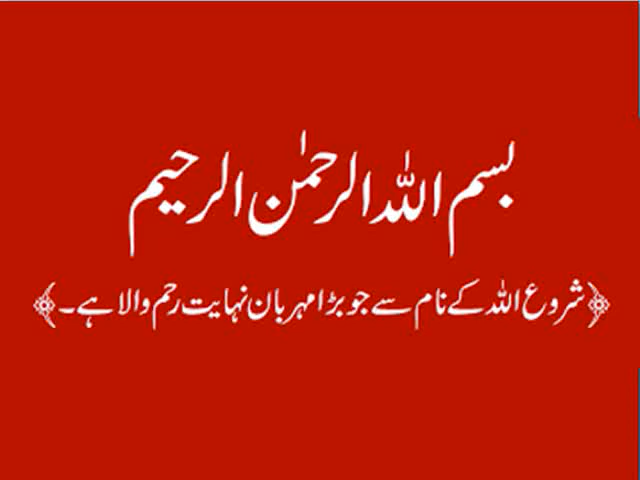 بسم اللہ الرحمٰن الرحیم
﴿شروع اللہ کے نام سے جو بڑا مہربان نہایت رحم والا ہے۔﴾